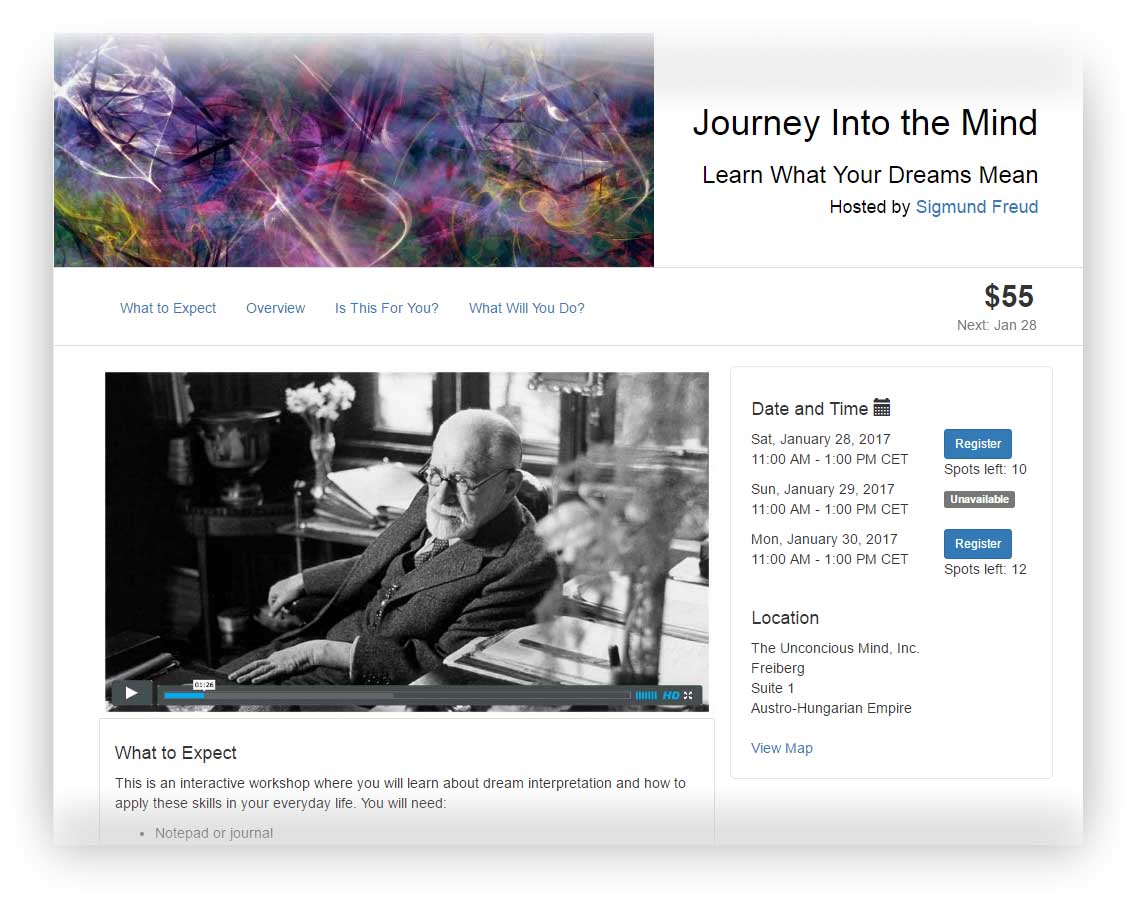 Journey Into the Mind
Learn What Your Dreams Mean
Hosted by Sigmund Freud
What to Expect
Overview
Is This For You?
What Will You Do?
$55
Next: Jan 28
01:26
HD
Date and Time
Sat, January 28, 2017
11:00 AM - 1:00 PM CET
Register
Spots left: 10
Sun, January 29, 2017
11:00 AM - 1:00 PM CET
Unavailable
Mon, January 30, 2017
11:00 AM - 1:00 PM CET
Register
Spots left: 12
Location
The Unconcious Mind, Inc.
Freiberg
Suite 1
Austro-Hungarian Empire
View Map
What to Expect
This is an interactive workshop where you will learn about dream interpretation and how to
apply these skills in your everyday life. You will need:
• Notepad or journal